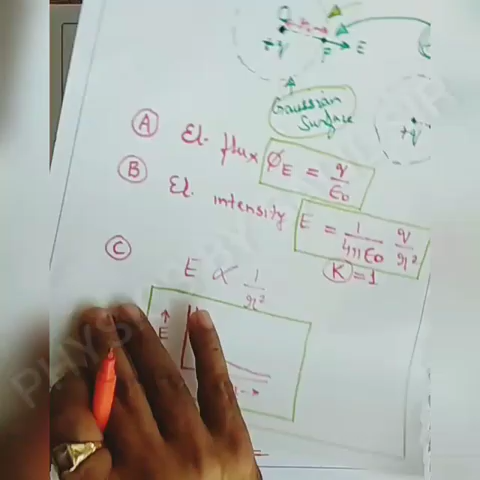 +q
P
E
Gaussian
Surface
+q
A El. flux ϕE = q/ε0
B El. intensity E = 1/4πε0 q/r²
K=1
C E ∝ 1/r²
E